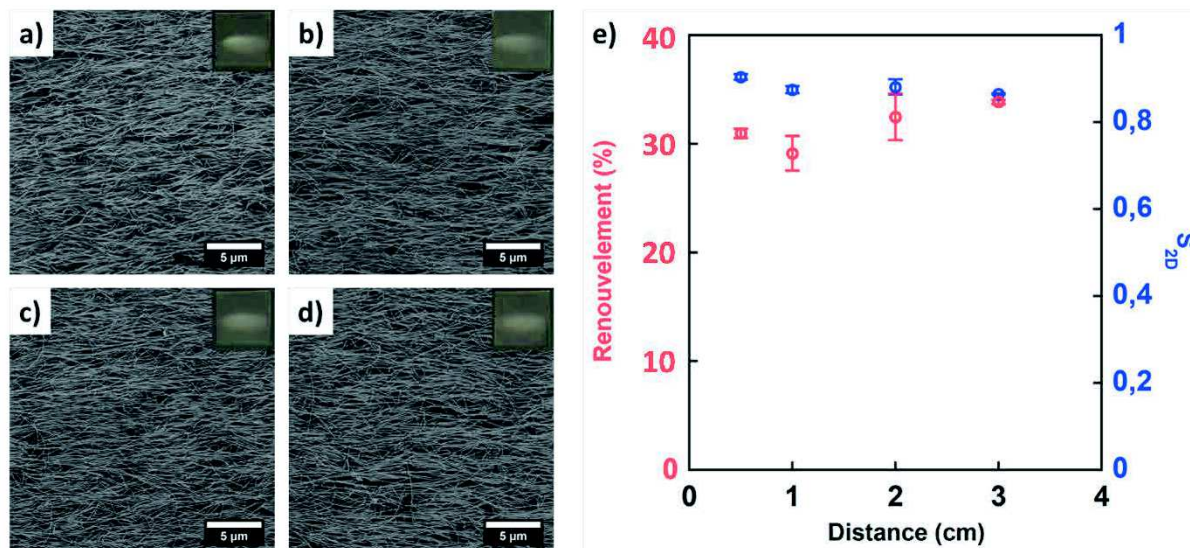 a)
5 µm
b)
5 µm
c)
5 µm
d)
5 µm
e)
40
30
20
10
0
Renouvelement (%)
1
0,8
0,6
0,4
0,2
0
S2D
0 1 2 3 4
Distance (cm)